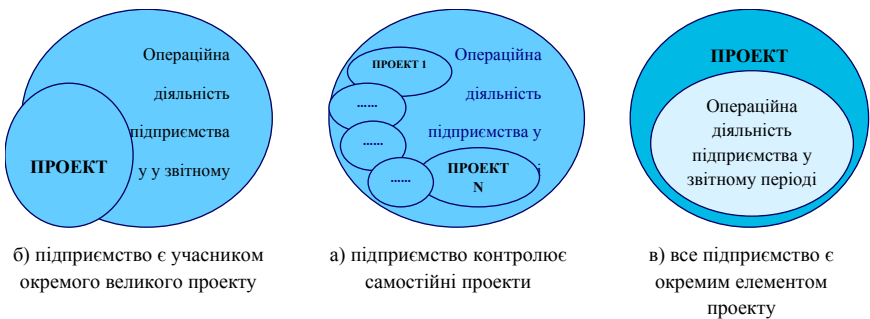 Операційна
діяльність
підприємства
у у звітному
ПРОЕКТ
б) підприємство є учасником
окремого великого проекту
ПРОЕКТ 1
Операційна
......
діяльність
......
підприємства у
......
ПРОЕКТ
N
і
а) підприємство контролює
самостійні проекти
ПРОЕКТ
Операційна
діяльність
підприємства у
звітному періоді
в) все підприємство є
окремим елементом
проекту